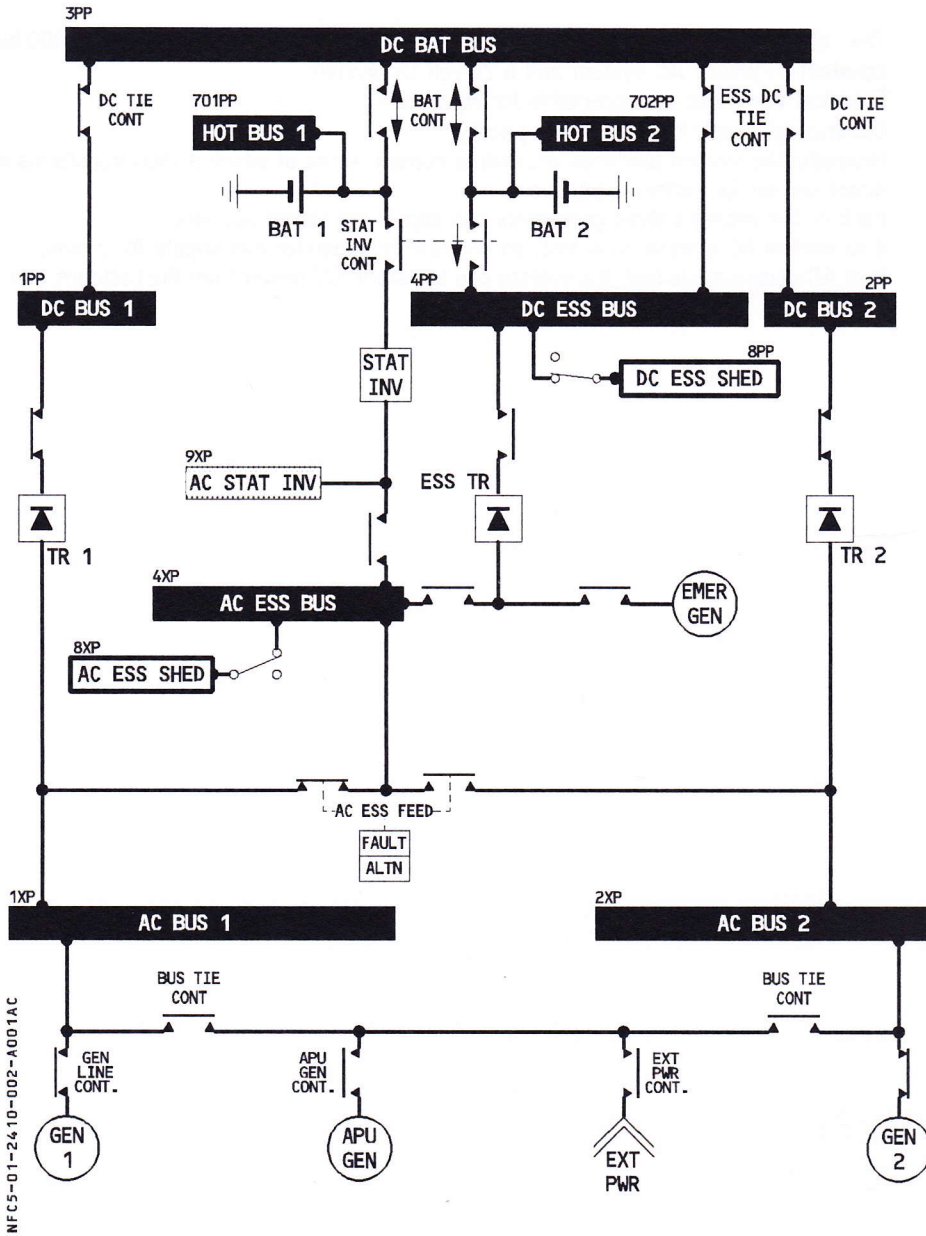 3PP
DC BAT BUS
DC TIE
CONT
701PP
BAT
CONT
702PP
ESS DC
TIE
CONT
DC TIE
CONT
HOT BUS 1
HOT BUS 2
BAT 1
BAT 2
STAT
INV
CONT
1PP
DC BUS 1
4PP
DC ESS BUS
2PP
DC BUS 2
8PP
DC ESS SHED
STAT
INV
9XP
AC STAT INV
ESS TR
TR 1
TR 2
4XP
AC ESS BUS
EMER
GEN
8XP
AC ESS SHED
AC ESS FEED
FAULT
ALTN
1XP
AC BUS 1
2XP
AC BUS 2
BUS TIE
CONT
BUS TIE
CONT
GEN
LINE
CONT.
APU
GEN
CONT.
EXT
PWR
CONT.
GEN
1
APU
GEN
EXT
PWR
GEN
2
NFC5-01-2410-002-A001AC